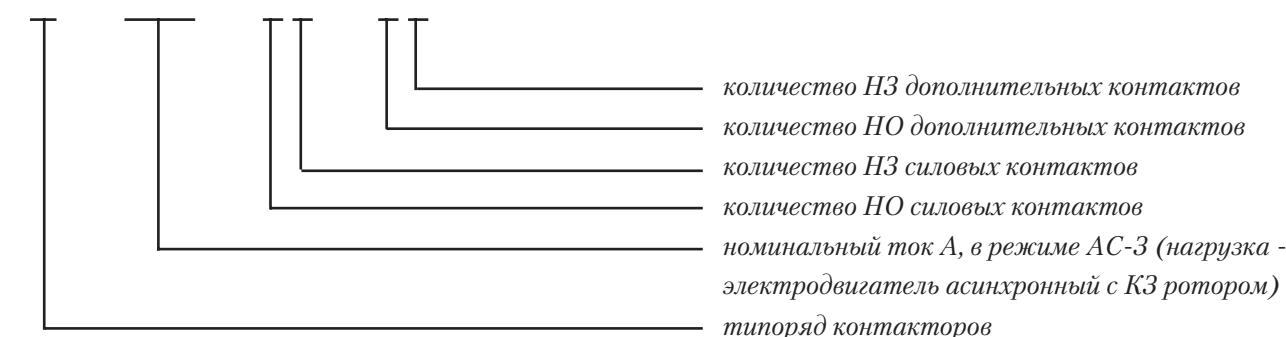 количество НЗ дополнительных контактов
количество НО дополнительных контактов
количество НЗ силовых контактов
количество НО силовых контактов
номинальный ток А, в режиме АС-3 (нагрузка -
электродвигатель асинхронный с КЗ ротором)
типоряд контакторов